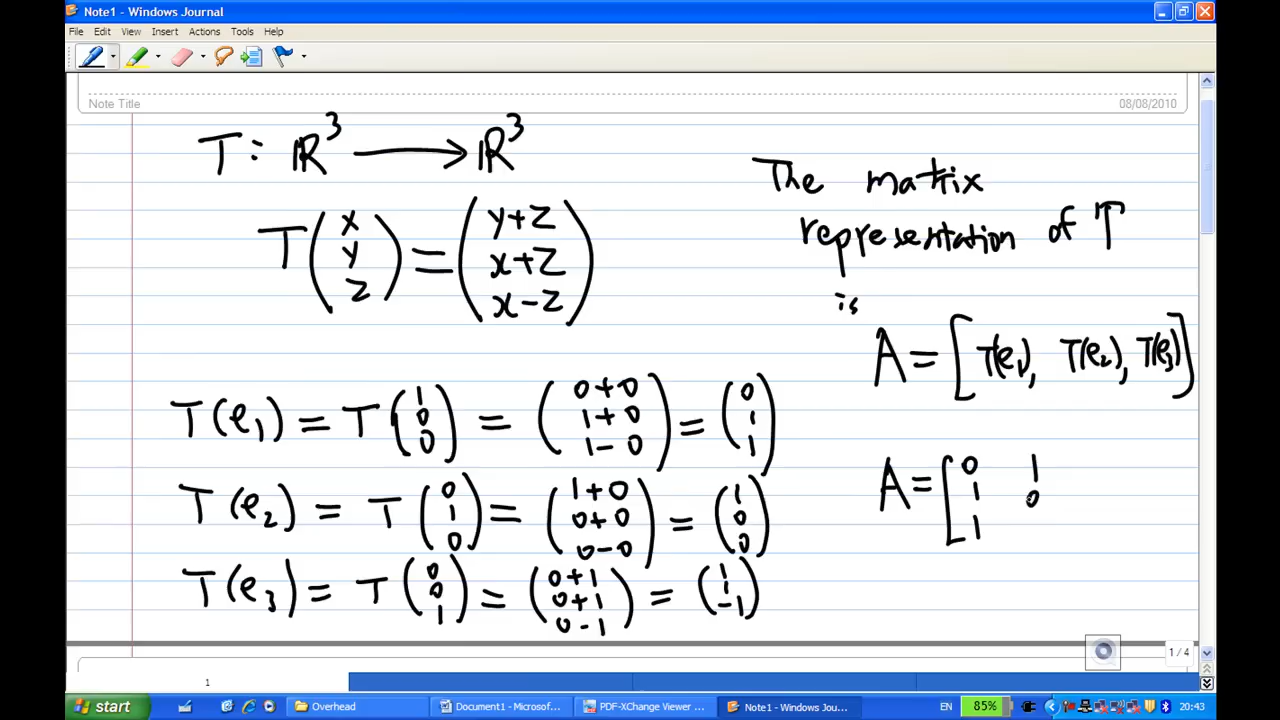 Note1 - Windows Journal
File Edit View Insert Actions Tools Help
Note Title
08/08/2010
T: ℝ³ ⟶ ℝ³
T(x y z) = (y+z x+z x-z)
The matrix
representation of T
is
A = [T(e₁), T(e₂), T(e₃)]
T(e₁) = T(1 0 0) = (0+0 1+0 1-0) = (0 1 1)
T(e₂) = T(0 1 0) = (1+0 0+0 0-0) = (1 0 0)
T(e₃) = T(0 0 1) = (0+1 0+1 0-1) = (1 1 -1)
A = [0 1
1 0
1
1 / 4
1
start Overhead Document1 - Microsof... PDF-XChange Viewer ... Note1 - Windows Jou... EN 85% 20:43